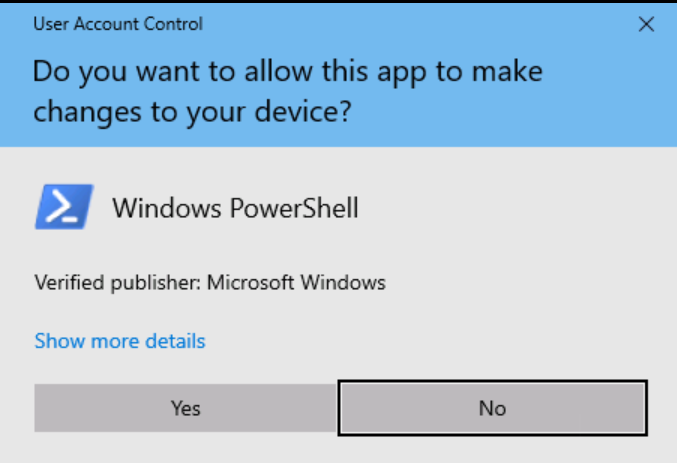 User Account Control
Do you want to allow this app to make
changes to your device?
Windows PowerShell
Verified publisher: Microsoft Windows
Show more details
Yes
No